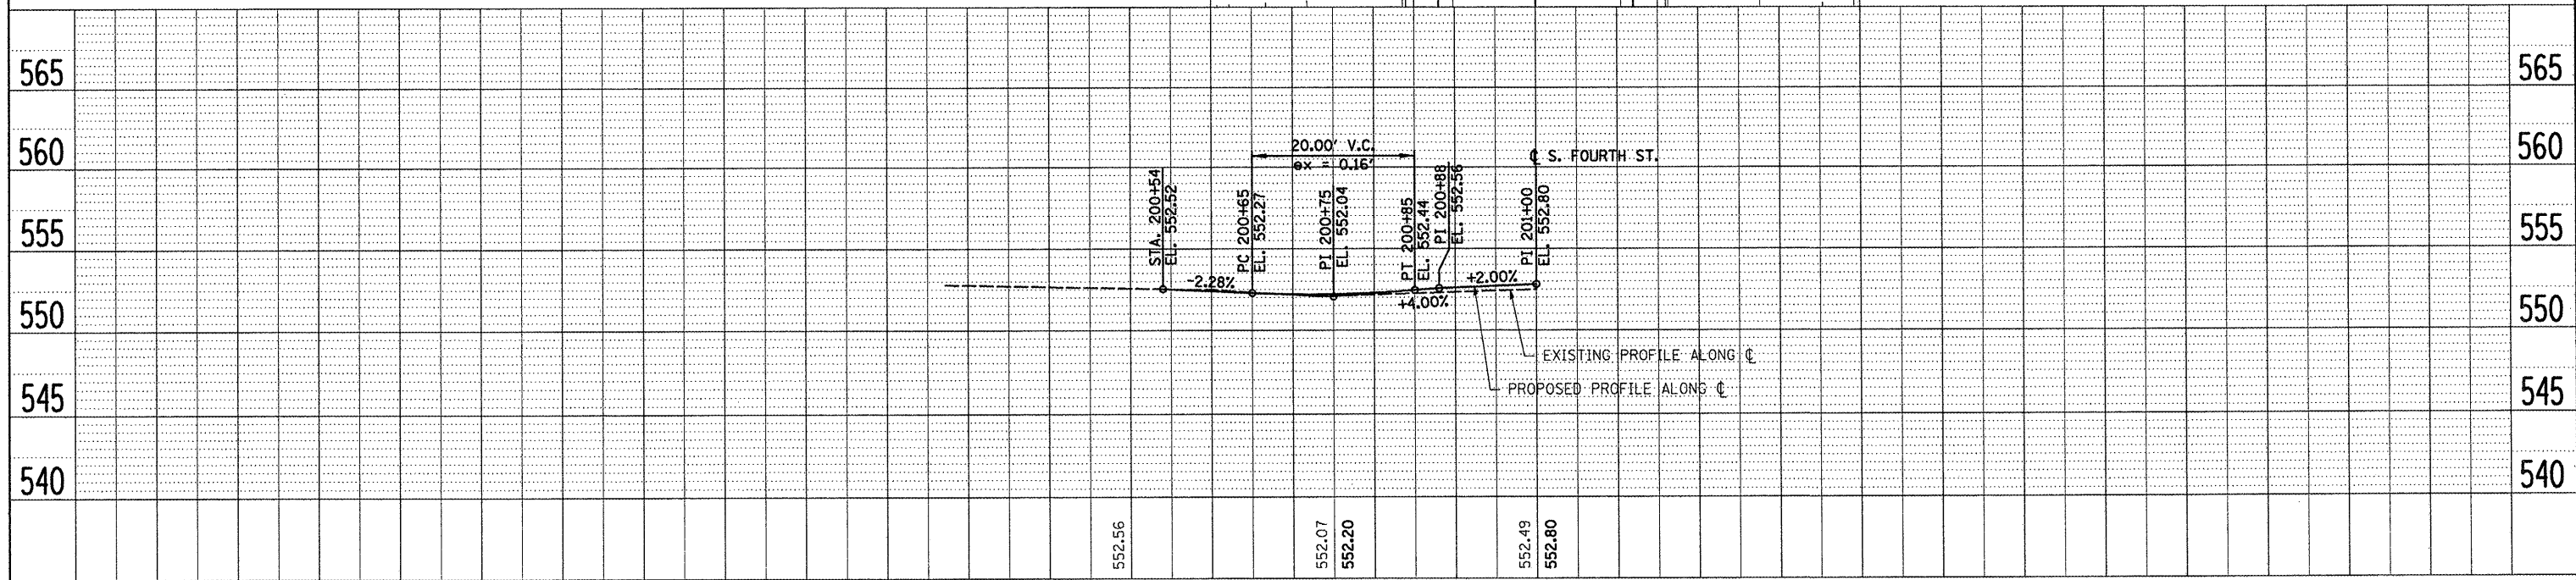 565
565
20.00' V.C.
ex = 0.16'
℄ S. FOURTH ST.
560
560
STA. 200+54
EL. 552.52
PC 200+65
EL. 552.27
PI 200+75
EL. 552.04
PT 200+85
EL. 552.44
PI 200+88
EL. 552.56
PI 201+00
EL. 552.80
555
555
-2.28%
+2.00%
+4.00%
550
550
EXISTING PROFILE ALONG ℄
PROPOSED PROFILE ALONG ℄
545
545
540
540
552.56
552.07
552.20
552.49
552.80